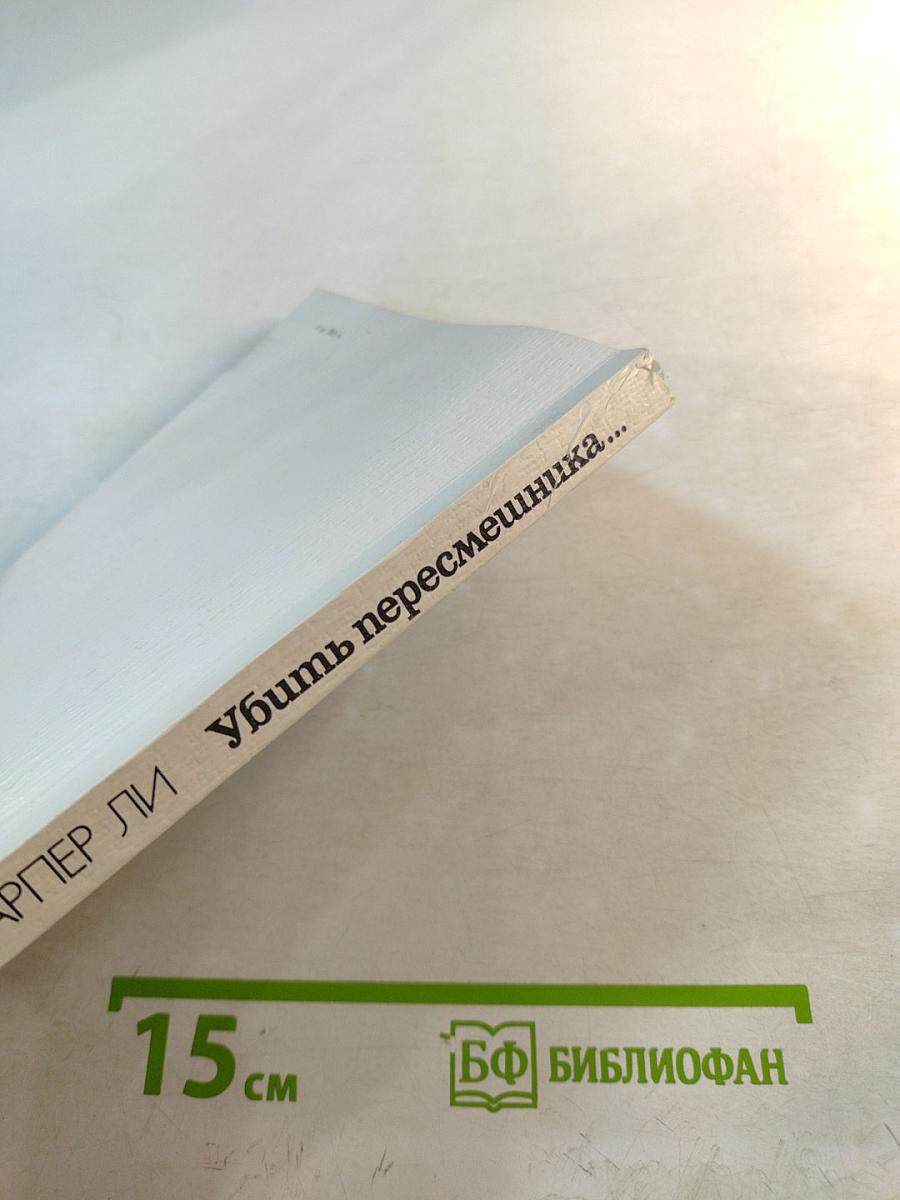 АРПЕР ЛИ Убить пересмешника...
15 см
БФ БИБЛИОФАН